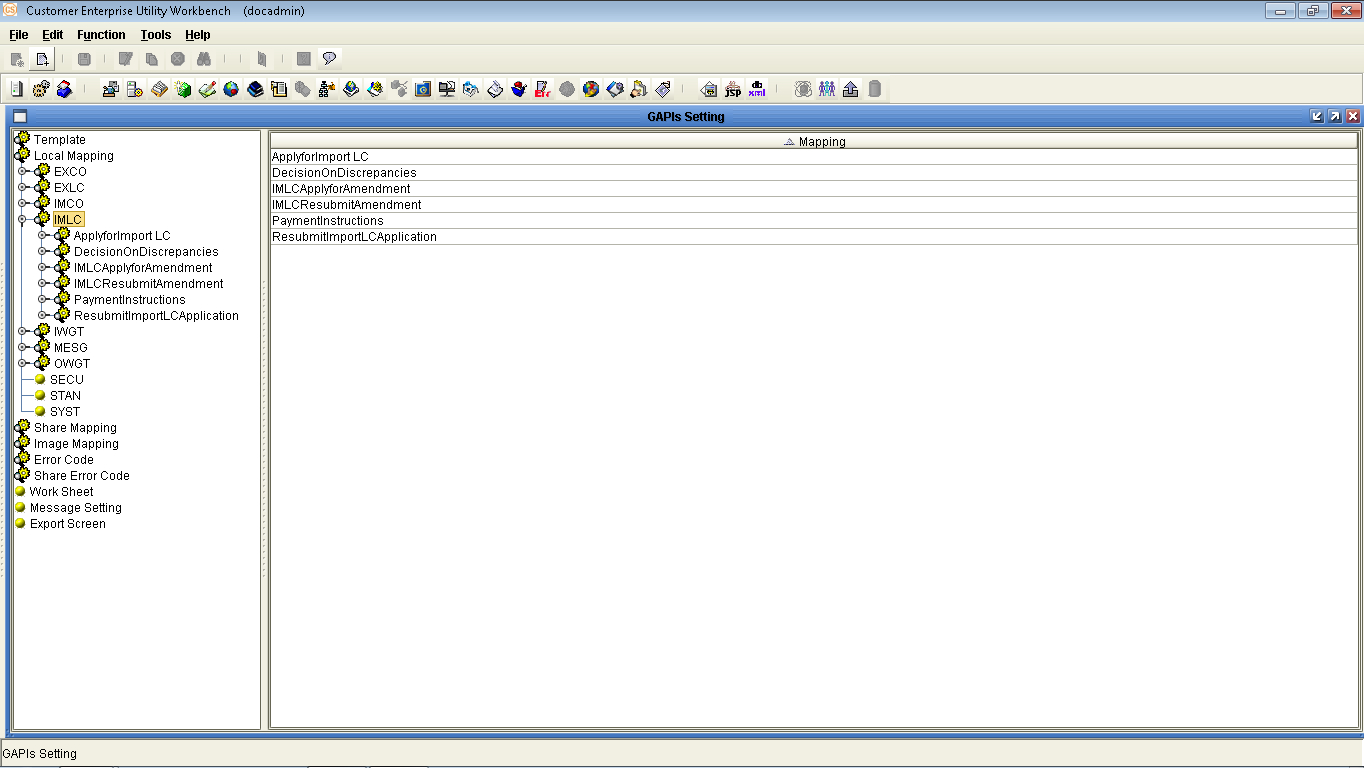 Customer Enterprise Utility Workbench (docadmin)
File Edit Function Tools Help
GAPIs Setting
Template
Local Mapping
EXCO
EXLC
IMCO
IMLC
ApplyforImport LC
DecisionOnDiscrepancies
IMLCApplyforAmendment
IMLCResubmitAmendment
PaymentInstructions
ResubmitImportLCApplication
IWGT
MESG
OWGT
SECU
STAN
SYST
Share Mapping
Image Mapping
Error Code
Share Error Code
Work Sheet
Message Setting
Export Screen
Mapping
ApplyforImport LC
DecisionOnDiscrepancies
IMLCApplyforAmendment
IMLCResubmitAmendment
PaymentInstructions
ResubmitImportLCApplication
GAPIs Setting